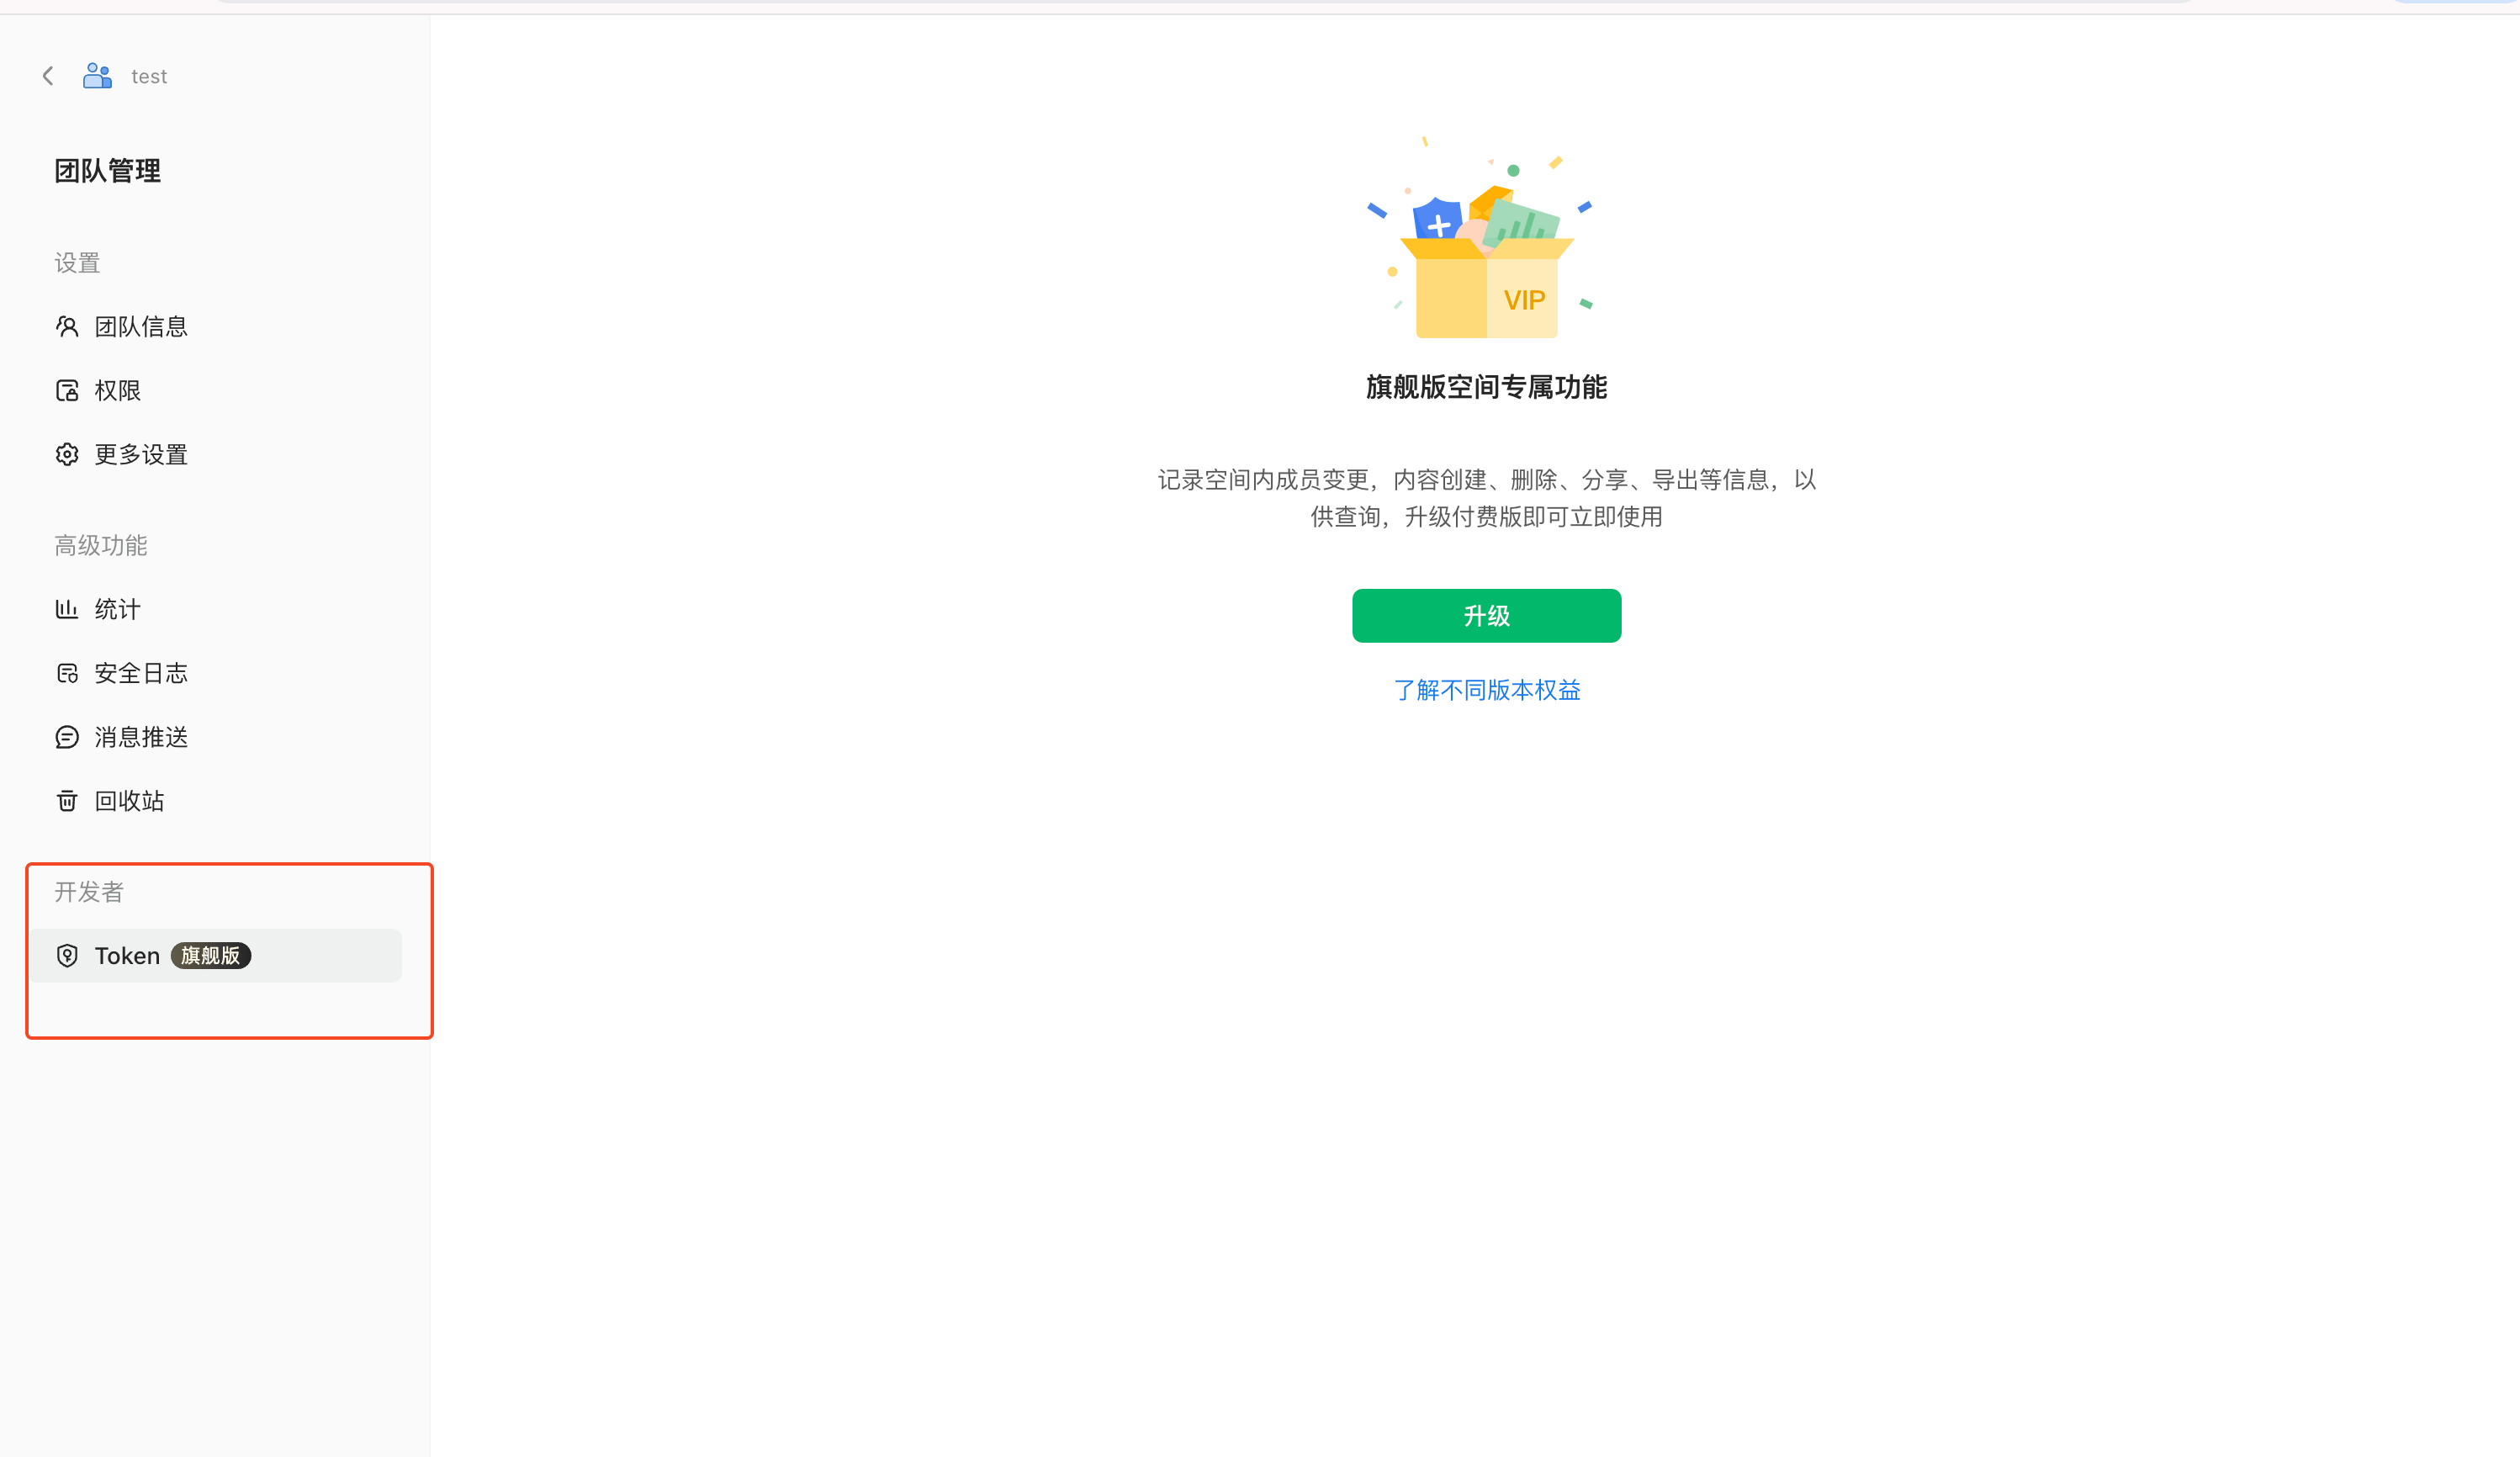 test
团队管理
设置
团队信息
权限
更多设置
高级功能
统计
安全日志
消息推送
回收站
开发者
Token 旗舰版
VIP
旗舰版空间专属功能
记录空间内成员变更，内容创建、删除、分享、导出等信息，以
供查询，升级付费版即可立即使用
升级
了解不同版本权益